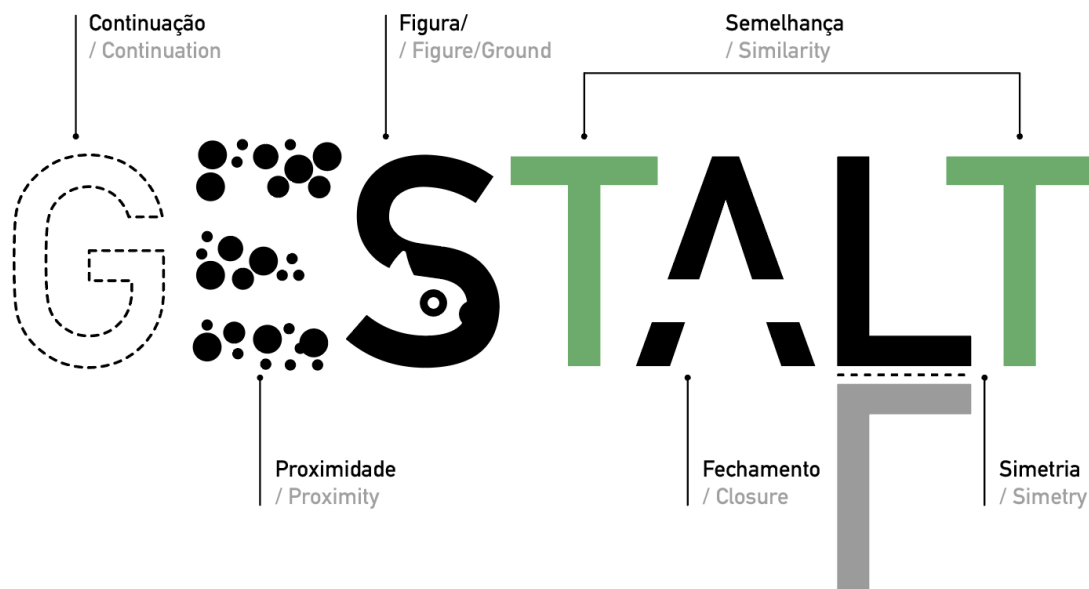 Continuação
/ Continuation
Figura/
/ Figure/Ground
Semelhança
/ Similarity
GESTALT
Proximidade
/ Proximity
Fechamento
/ Closure
Simetria
/ Simetry